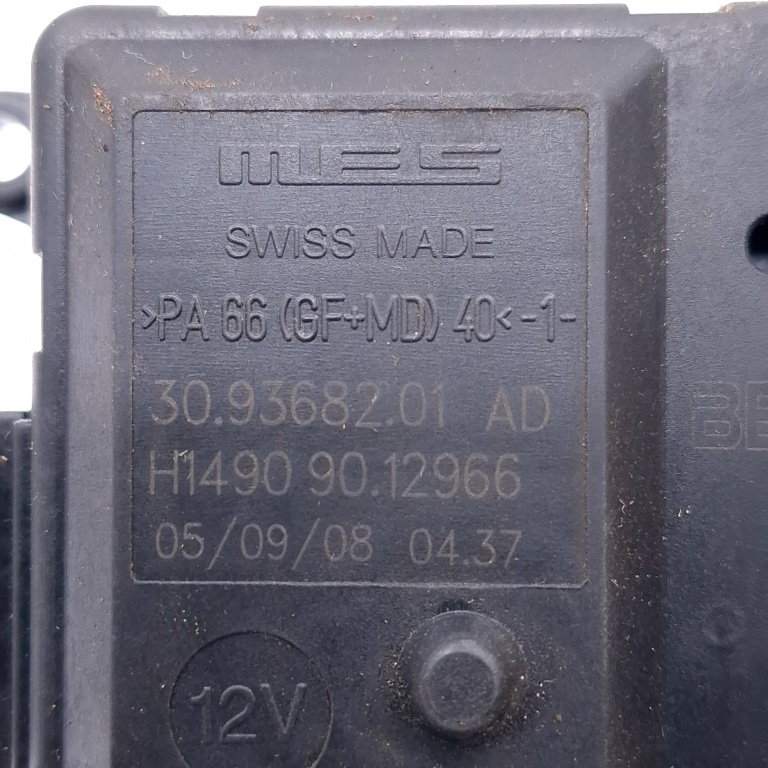 MES
SWISS MADE
>PA 66 (GF+MD) 40< -1-
30.93682.01 AD
H1490 90.12966
05/09/08 04.37
12V